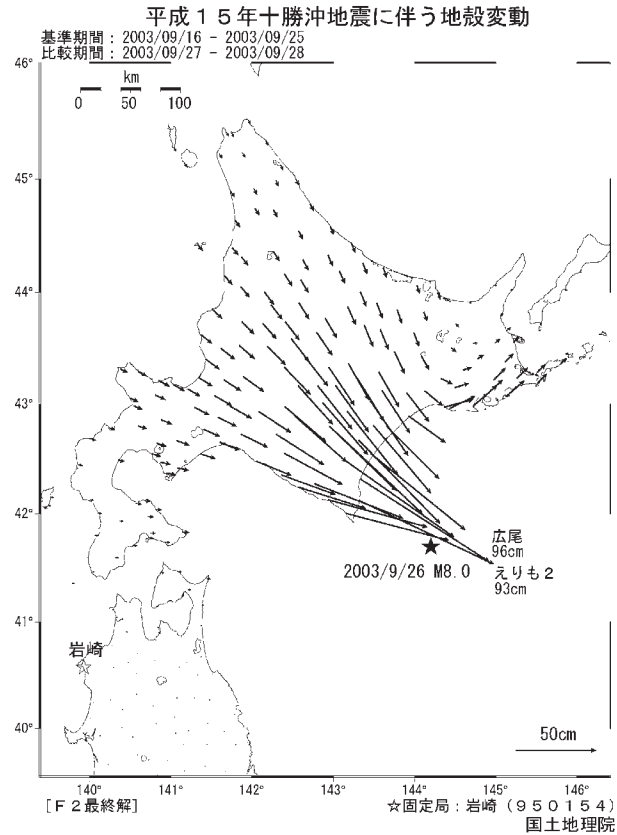 平成１５年十勝沖地震に伴う地殻変動
基準期間：2003/09/16 - 2003/09/25
比較期間：2003/09/27 - 2003/09/28
46°
km
0 50 100
45°
44°
43°
42°
広尾
96cm
えりも２
93cm
2003/9/26 M8.0
41°
岩崎
40°
50cm
140° 141° 142° 143° 144° 145° 146°
［Ｆ２最終解］
☆固定局：岩崎（９５０１５４）
国土地理院